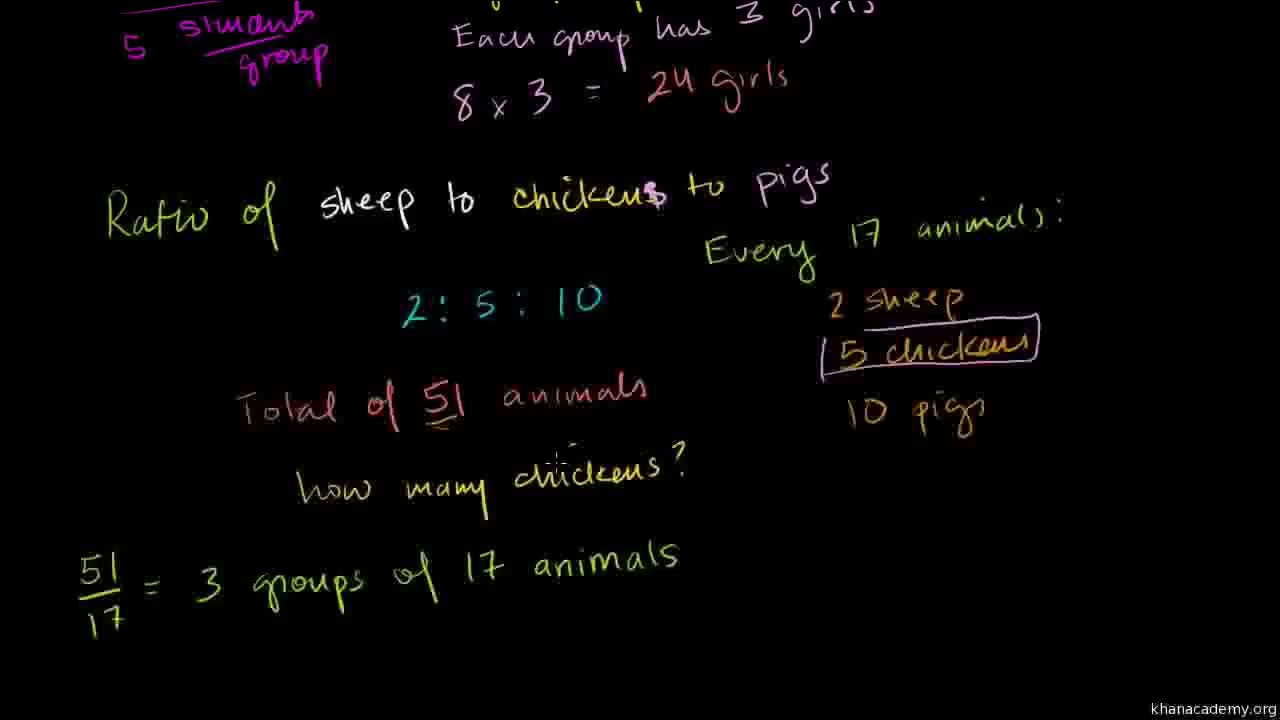 5 students
group
Each group has 3 girls
8 x 3 = 24 girls
Ratio of sheep to chickens to pigs
Every 17 animals:
2 : 5 : 10
2 sheep
5 chickens
10 pigs
Total of 51 animals
how many chickens?
51
17
= 3 groups of 17 animals
khanacademy.org